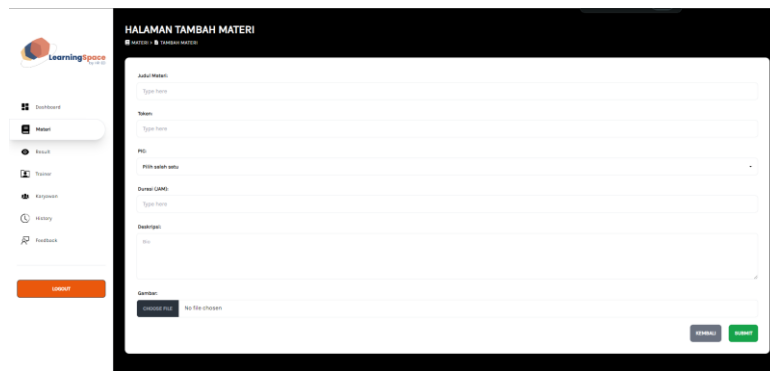 LearningSpace
Dashboard
Materi
Result
Trainer
Karyawan
History
Feedback
LOGOUT
HALAMAN TAMBAH MATERI
MATERI > TAMBAH MATERI
Judul Materi:
Type here
Token:
Type here
PIC:
Pilih salah satu
Durasi (JAM):
Type here
Deskripsi:
Bio
Gambar:
CHOOSE FILE No file chosen
KEMBALI SUBMIT